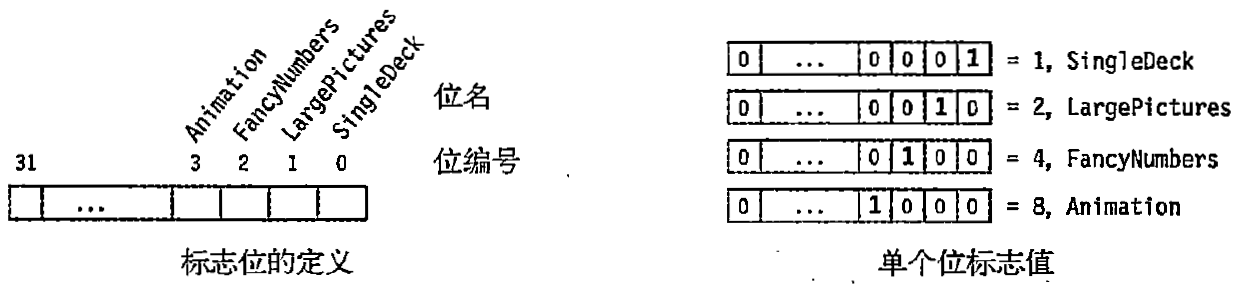 Animation
FancyNumbers
LargePictures
SingleDeck
位名
31 3 2 1 0 位编号
...
标志位的定义
0 ... 0 0 0 1 = 1, SingleDeck
0 ... 0 0 1 0 = 2, LargePictures
0 ... 0 1 0 0 = 4, FancyNumbers
0 ... 1 0 0 0 = 8, Animation
单个位标志值